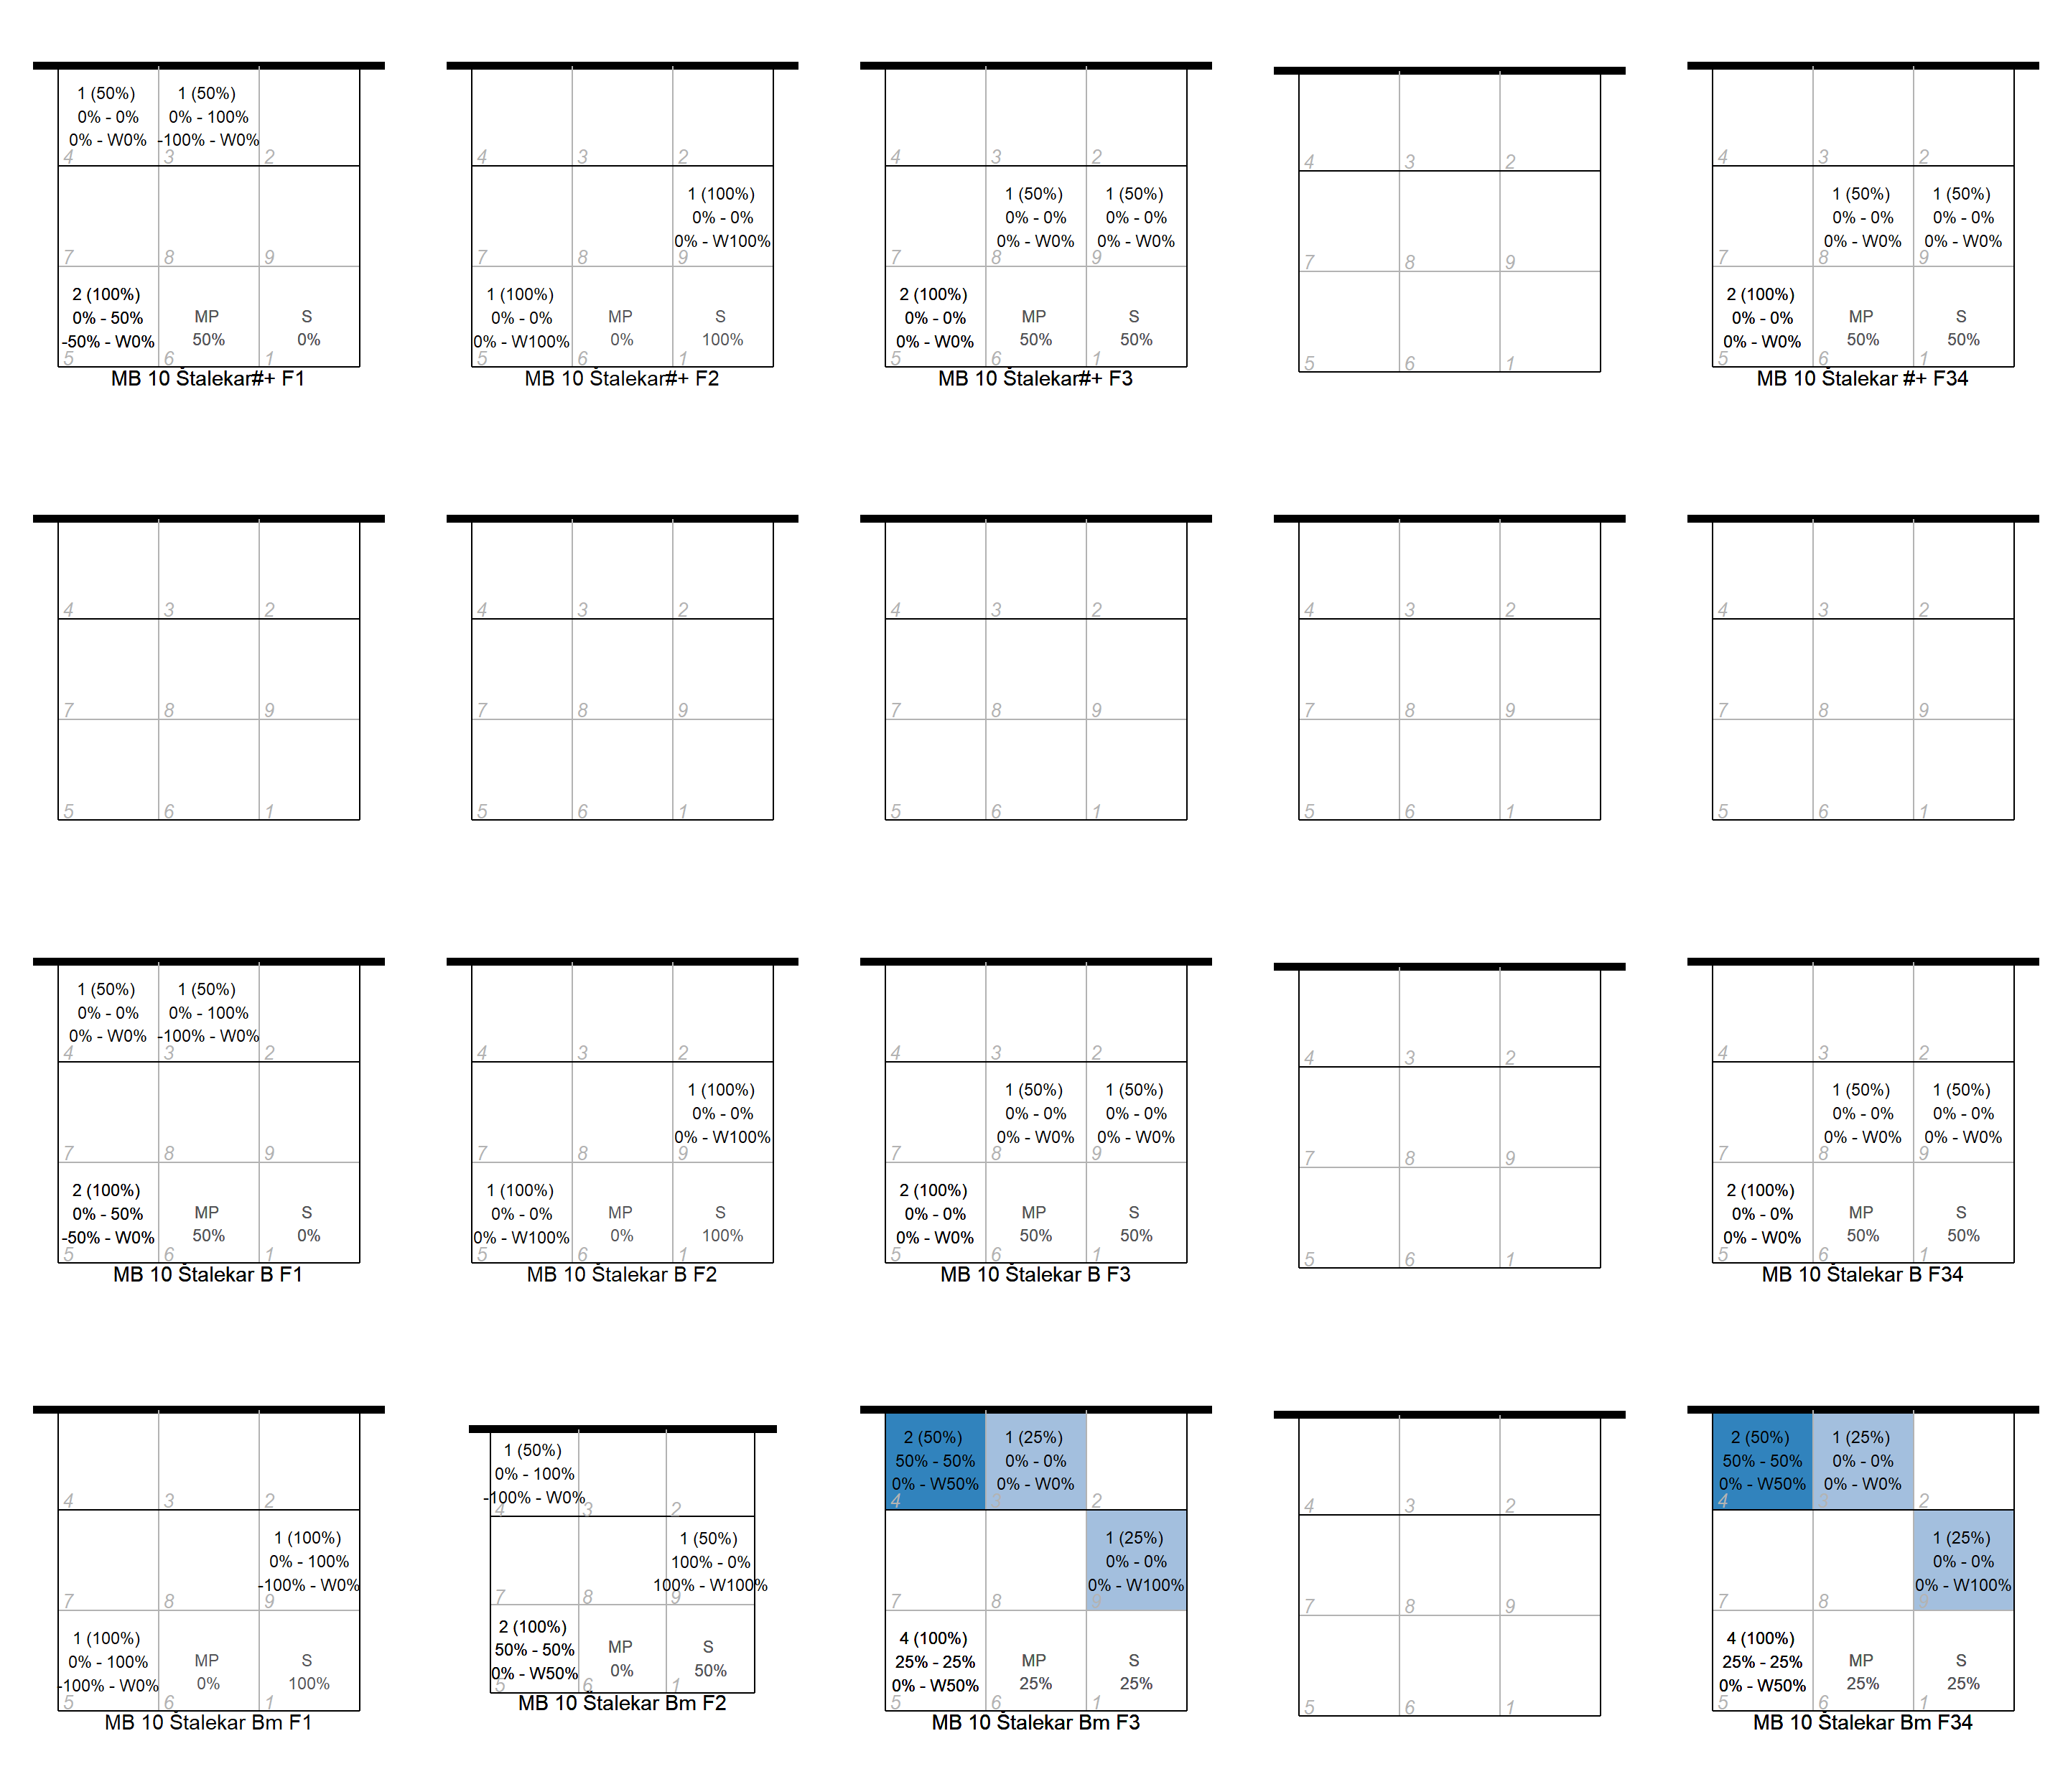 1 (50%)
0% - 0%
0% - W0%
1 (50%)
0% - 100%
-100% - W0%
4 3 2
7 8 9
2 (100%)
0% - 50%
-50% - W0%
MP
50%
S
0%
5 6 1
MB 10 Štalekar#+ F1
4 3 2
1 (100%)
0% - 0%
0% - W100%
7 8 9
1 (100%)
0% - 0%
0% - W100%
MP
0%
S
100%
5 6 1
MB 10 Štalekar#+ F2
4 3 2
1 (50%)
0% - 0%
0% - W0%
1 (50%)
0% - 0%
0% - W0%
7 8 9
2 (100%)
0% - 0%
0% - W0%
MP
50%
S
50%
5 6 1
MB 10 Štalekar#+ F3
4 3 2
7 8 9
5 6 1
4 3 2
1 (50%)
0% - 0%
0% - W0%
1 (50%)
0% - 0%
0% - W0%
7 8 9
2 (100%)
0% - 0%
0% - W0%
MP
50%
S
50%
5 6 1
MB 10 Štalekar #+ F34
4 3 2
7 8 9
5 6 1
4 3 2
7 8 9
5 6 1
4 3 2
7 8 9
5 6 1
4 3 2
7 8 9
5 6 1
4 3 2
7 8 9
5 6 1
1 (50%)
0% - 0%
0% - W0%
1 (50%)
0% - 100%
-100% - W0%
4 3 2
7 8 9
2 (100%)
0% - 50%
-50% - W0%
MP
50%
S
0%
5 6 1
MB 10 Štalekar B F1
4 3 2
1 (100%)
0% - 0%
0% - W100%
7 8 9
1 (100%)
0% - 0%
0% - W100%
MP
0%
S
100%
5 6 1
MB 10 Štalekar B F2
4 3 2
1 (50%)
0% - 0%
0% - W0%
1 (50%)
0% - 0%
0% - W0%
7 8 9
2 (100%)
0% - 0%
0% - W0%
MP
50%
S
50%
5 6 1
MB 10 Štalekar B F3
4 3 2
7 8 9
5 6 1
4 3 2
1 (50%)
0% - 0%
0% - W0%
1 (50%)
0% - 0%
0% - W0%
7 8 9
2 (100%)
0% - 0%
0% - W0%
MP
50%
S
50%
5 6 1
MB 10 Štalekar B F34
4 3 2
1 (100%)
0% - 100%
-100% - W0%
7 8 9
1 (100%)
0% - 100%
-100% - W0%
MP
0%
S
100%
5 6 1
MB 10 Štalekar Bm F1
1 (50%)
0% - 100%
-100% - W0%
4 3 2
1 (50%)
100% - 0%
100% - W100%
7 8 9
2 (100%)
50% - 50%
0% - W50%
MP
0%
S
50%
5 6 1
MB 10 Štalekar Bm F2
2 (50%)
50% - 50%
0% - W50%
1 (25%)
0% - 0%
0% - W0%
4 3 2
1 (25%)
0% - 0%
0% - W100%
7 8 9
4 (100%)
25% - 25%
0% - W50%
MP
25%
S
25%
5 6 1
MB 10 Štalekar Bm F3
4 3 2
7 8 9
5 6 1
2 (50%)
50% - 50%
0% - W50%
1 (25%)
0% - 0%
0% - W0%
4 3 2
1 (25%)
0% - 0%
0% - W100%
7 8 9
4 (100%)
25% - 25%
0% - W50%
MP
25%
S
25%
5 6 1
MB 10 Štalekar Bm F34